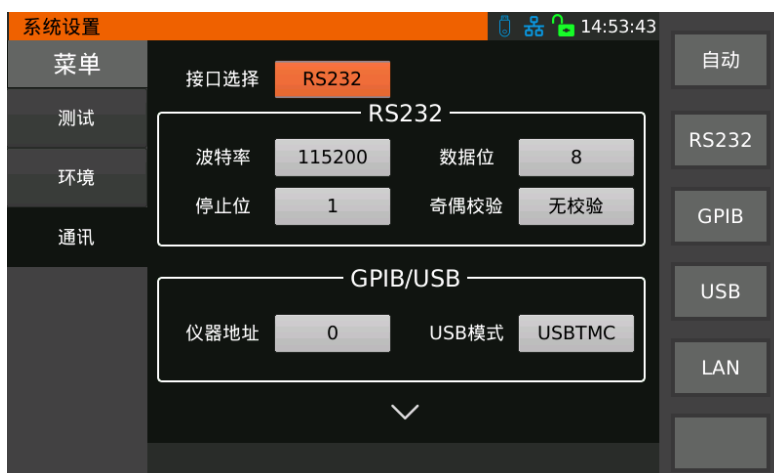 系统设置
14:53:43
菜单
测试
环境
通讯
接口选择 RS232
RS232
波特率 115200 数据位 8
停止位 1 奇偶校验 无校验
GPIB/USB
仪器地址 0 USB模式 USBTMC
自动
RS232
GPIB
USB
LAN